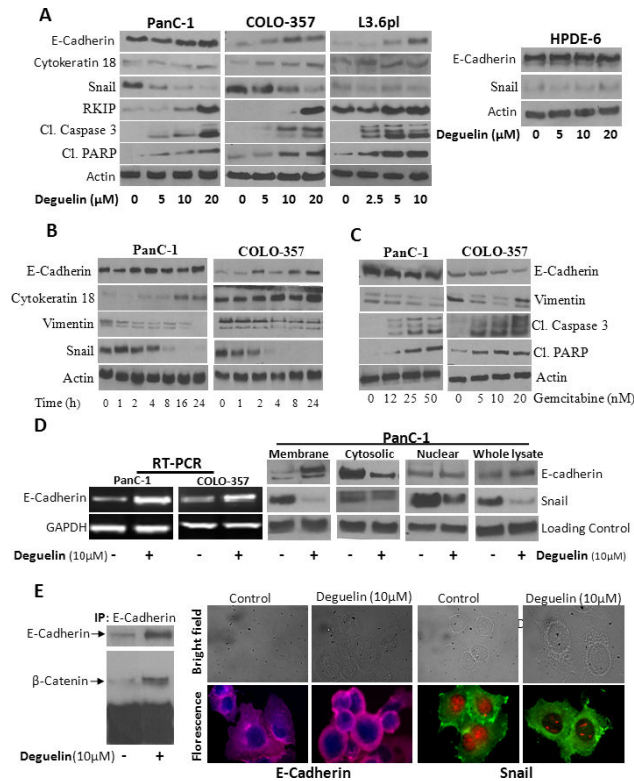 A
PanC-1 COLO-357 L3.6pl
E-Cadherin
Cytokeratin 18
Snail
RKIP
Cl. Caspase 3
Cl. PARP
Actin
Deguelin (µM) 0 5 10 20 0 5 10 20 0 2.5 5 10
HPDE-6
E-Cadherin
Snail
Actin
Deguelin (µM) 0 5 10 20
B
PanC-1 COLO-357
E-Cadherin
Cytokeratin 18
Vimentin
Snail
Actin
Time (h) 0 1 2 4 8 16 24 0 1 2 4 8 24
C
PanC-1 COLO-357
E-Cadherin
Vimentin
Cl. Caspase 3
Cl. PARP
Actin
0 12 25 50 0 5 10 20 Gemcitabine (nM)
D
RT-PCR
PanC-1 COLO-357
E-Cadherin
GAPDH
Deguelin (10µM) - + - +
PanC-1
Membrane Cytosolic Nuclear Whole lysate
E-cadherin
Snail
Loading Control
- + - + - + - + Deguelin (10µM)
E
IP: E-Cadherin
E-Cadherin
β-Catenin
Deguelin(10µM) - +
Control Deguelin (10µM) Control Deguelin (10µM)
D
Bright field
Florescence
E-Cadherin Snail